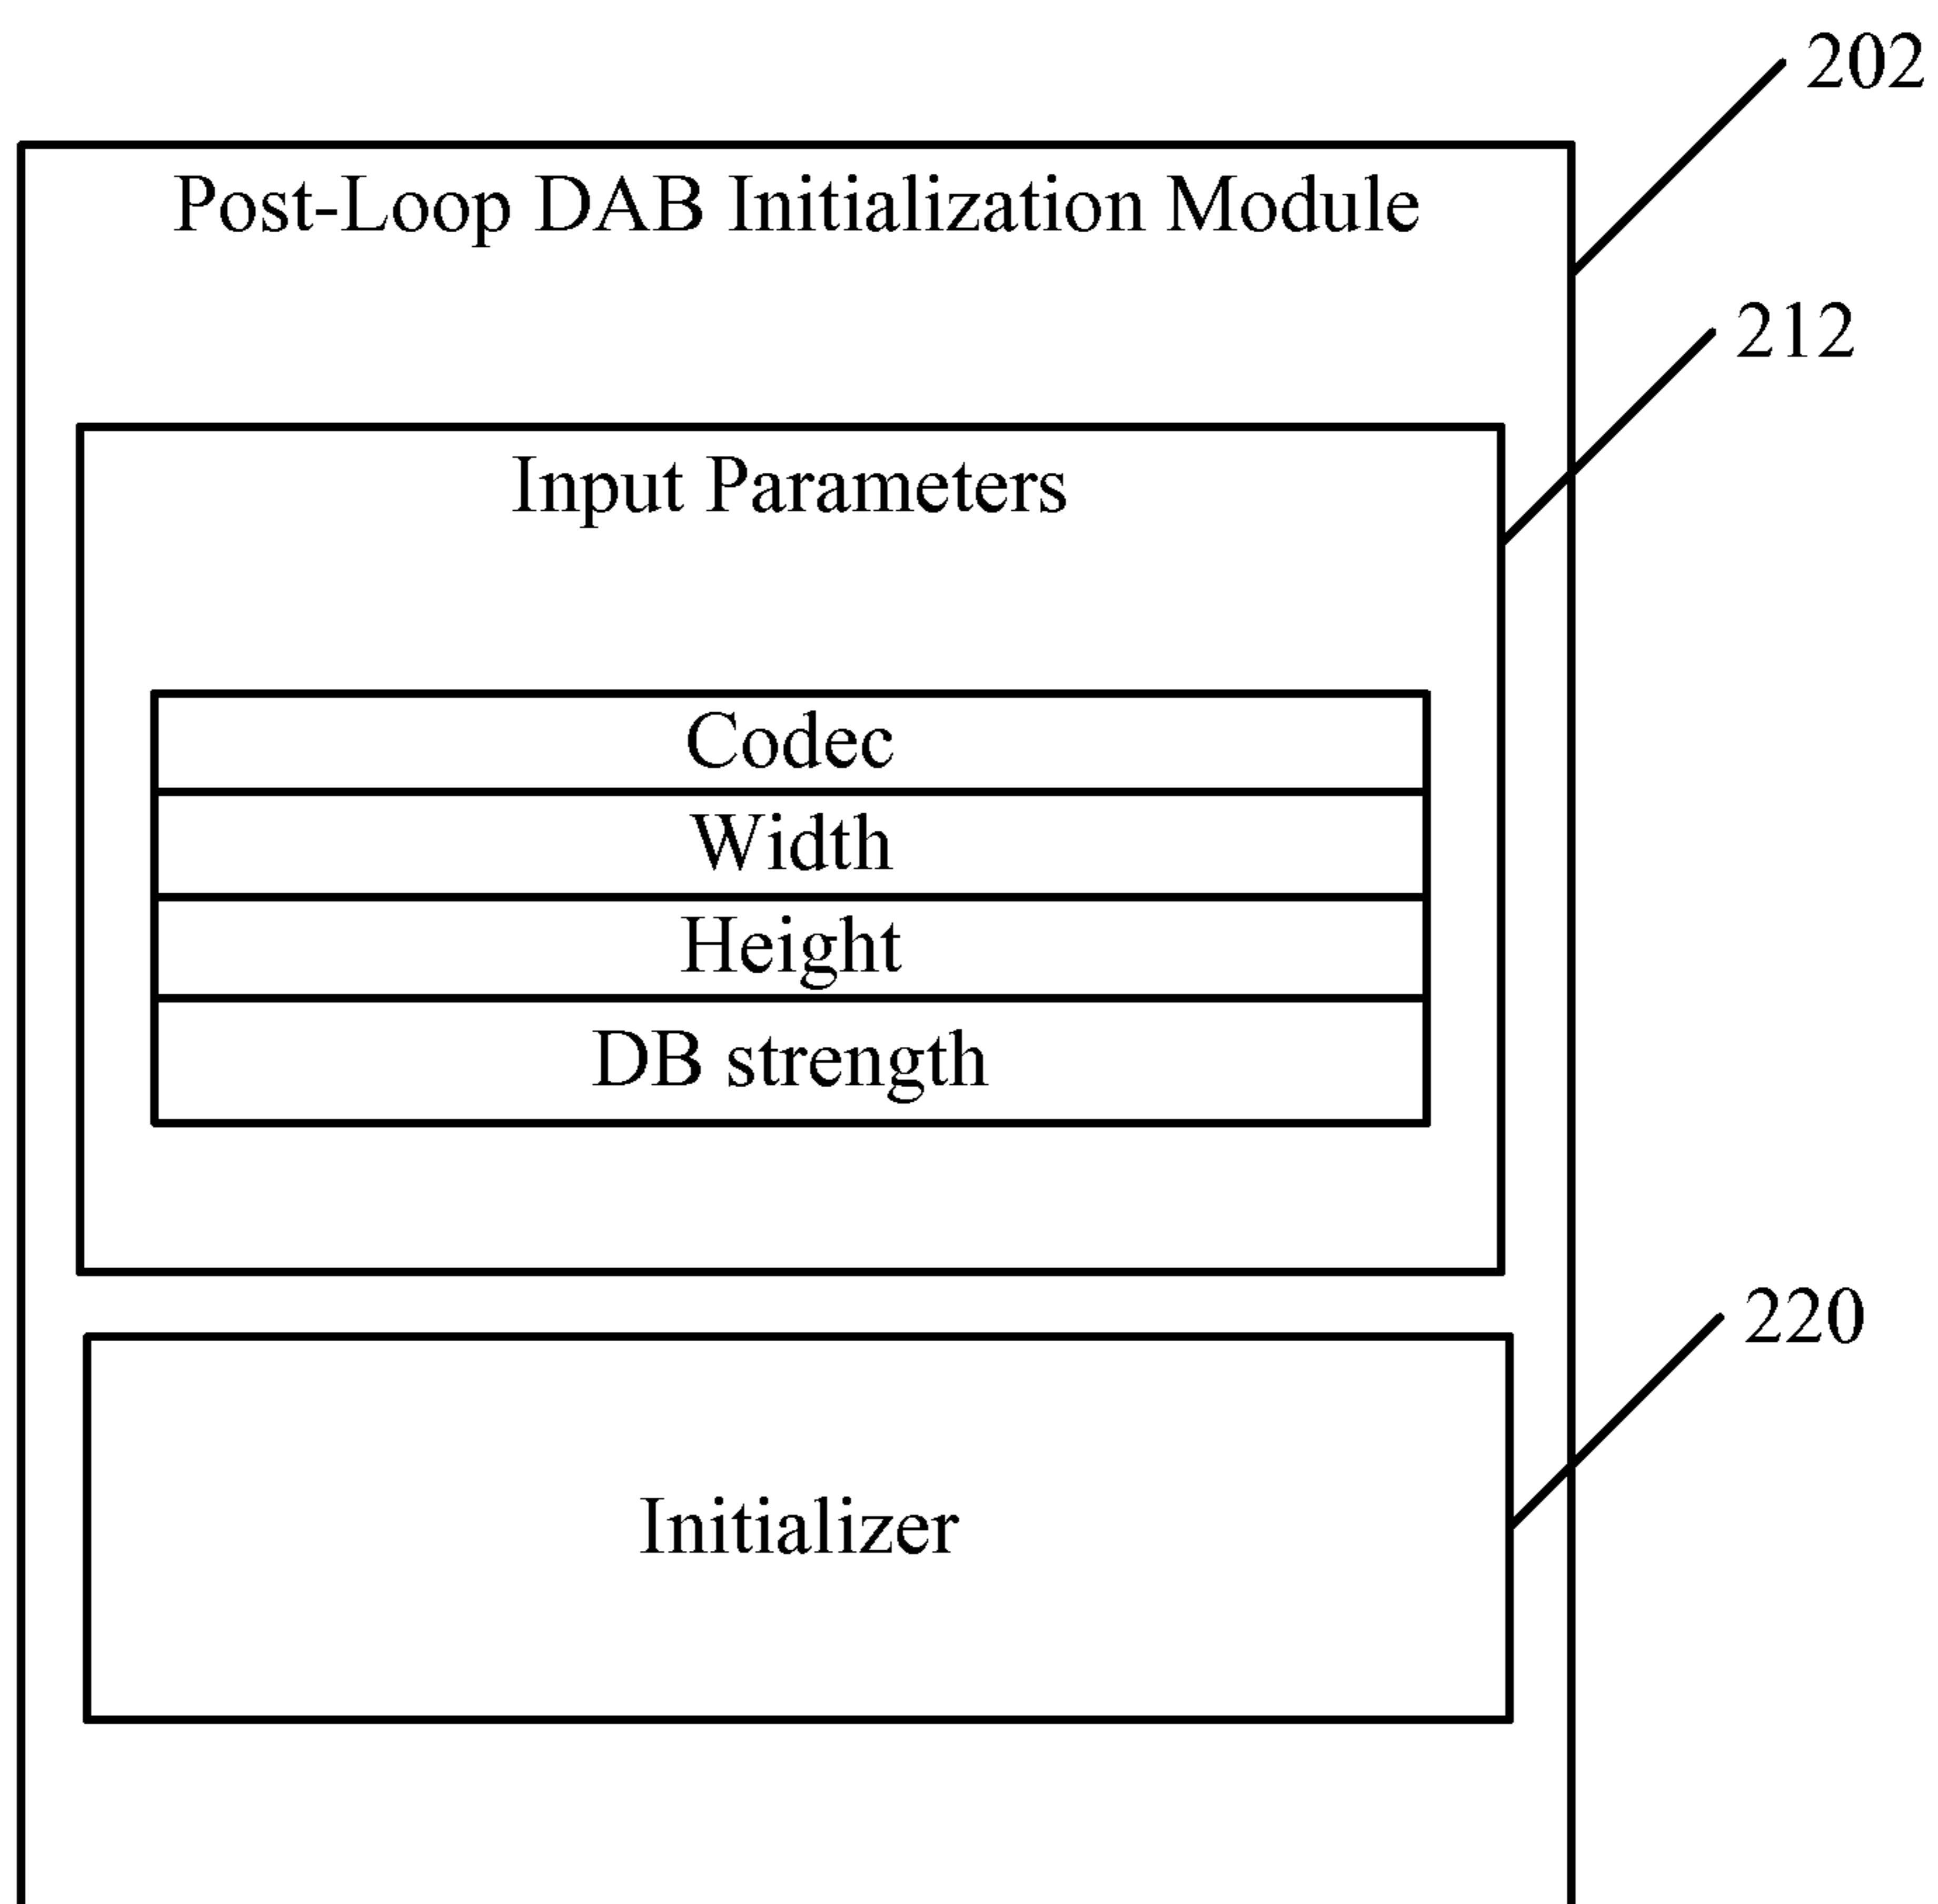 202
Post-Loop DAB Initialization Module
212
Input Parameters
Codec
Width
Height
DB strength
220
Initializer